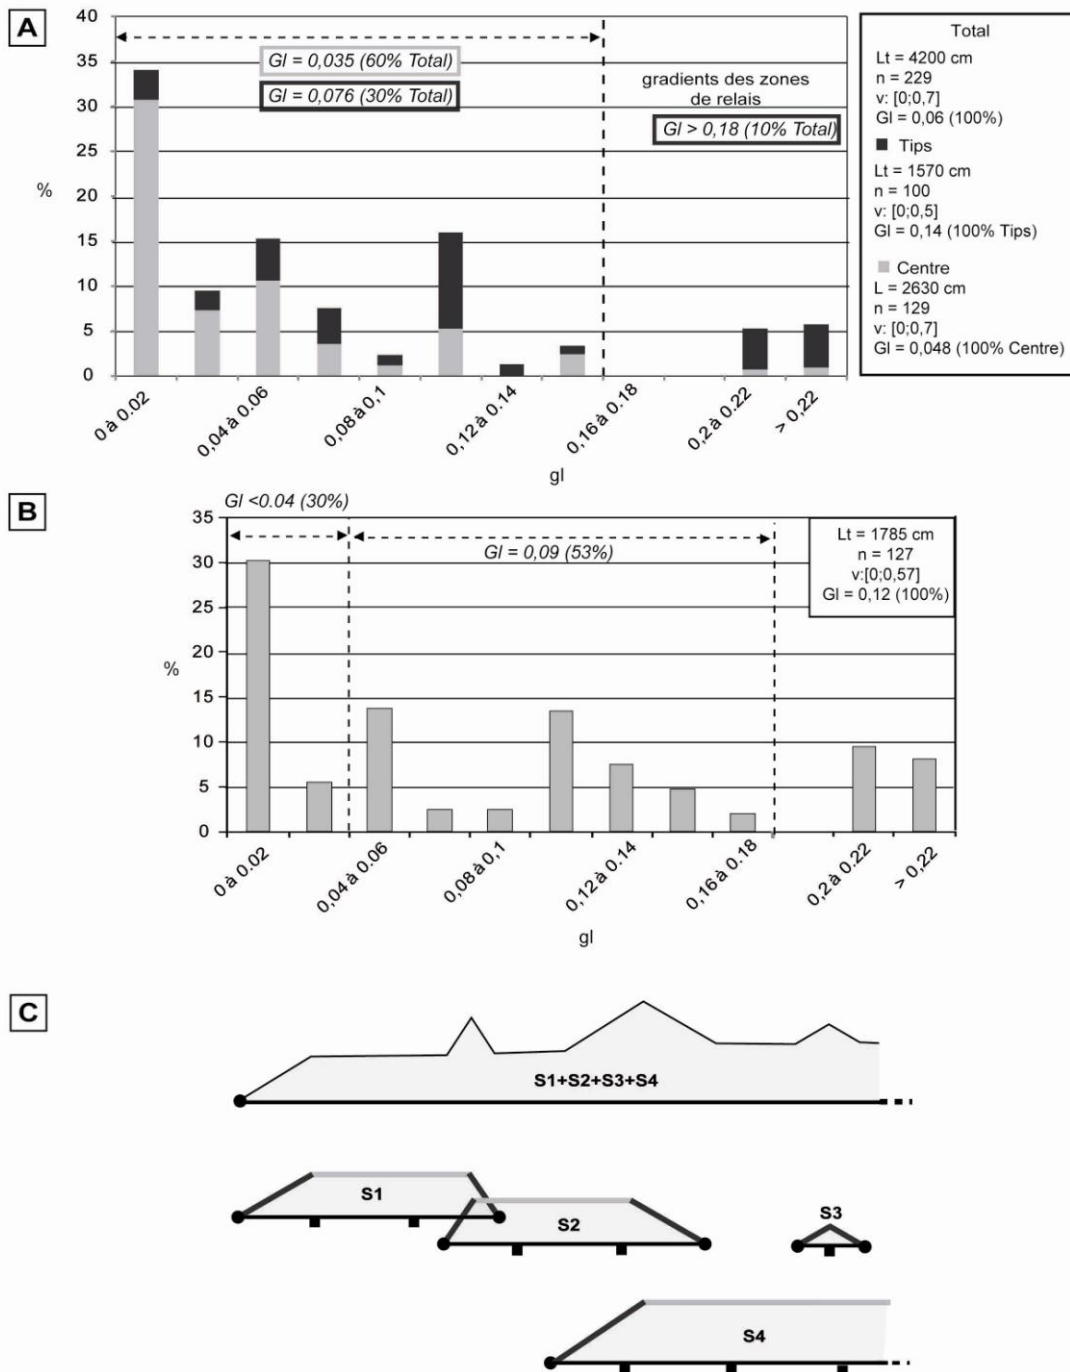 A
40
35
30
25
20
15
10
5
0
%
Gl = 0,035 (60% Total)
Gl = 0,076 (30% Total)
gradients des zones
de relais
Gl > 0,18 (10% Total)
0 à 0.02
0,04 à 0.06
0,08 à 0,1
0,12 à 0.14
0,16 à 0.18
0,2 à 0.22
> 0,22
gl
Total
Lt = 4200 cm
n = 229
v: [0;0,7]
Gl = 0,06 (100%)
Tips
Lt = 1570 cm
n = 100
v: [0;0,5]
Gl = 0,14 (100% Tips)
Centre
L = 2630 cm
n = 129
v: [0;0,7]
Gl = 0,048 (100% Centre)
B
Gl <0.04 (30%)
35
30
25
20
15
10
5
0
%
Gl = 0,09 (53%)
Lt = 1785 cm
n = 127
v:[0;0,57]
Gl = 0,12 (100%)
0 à 0.02
0,04 à 0.06
0,08 à 0,1
0,12 à 0.14
0,16 à 0.18
0,2 à 0.22
> 0,22
gl
C
S1+S2+S3+S4
S1
S2
S3
S4